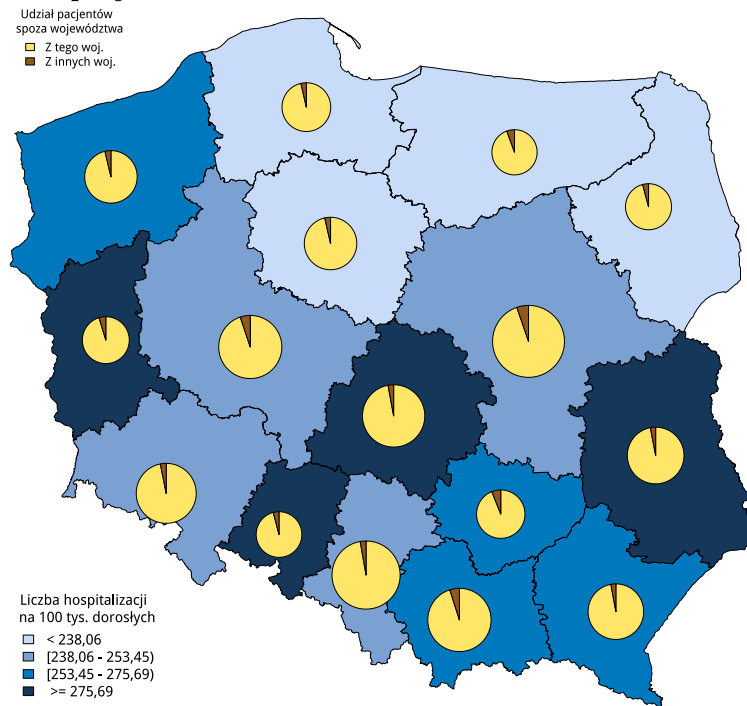 Udział pacjentów
spoza województwa
Z tego woj.
Z innych woj.
Liczba hospitalizacji
na 100 tys. dorosłych
< 238,06
[238,06 - 253,45)
[253,45 - 275,69)
>= 275,69